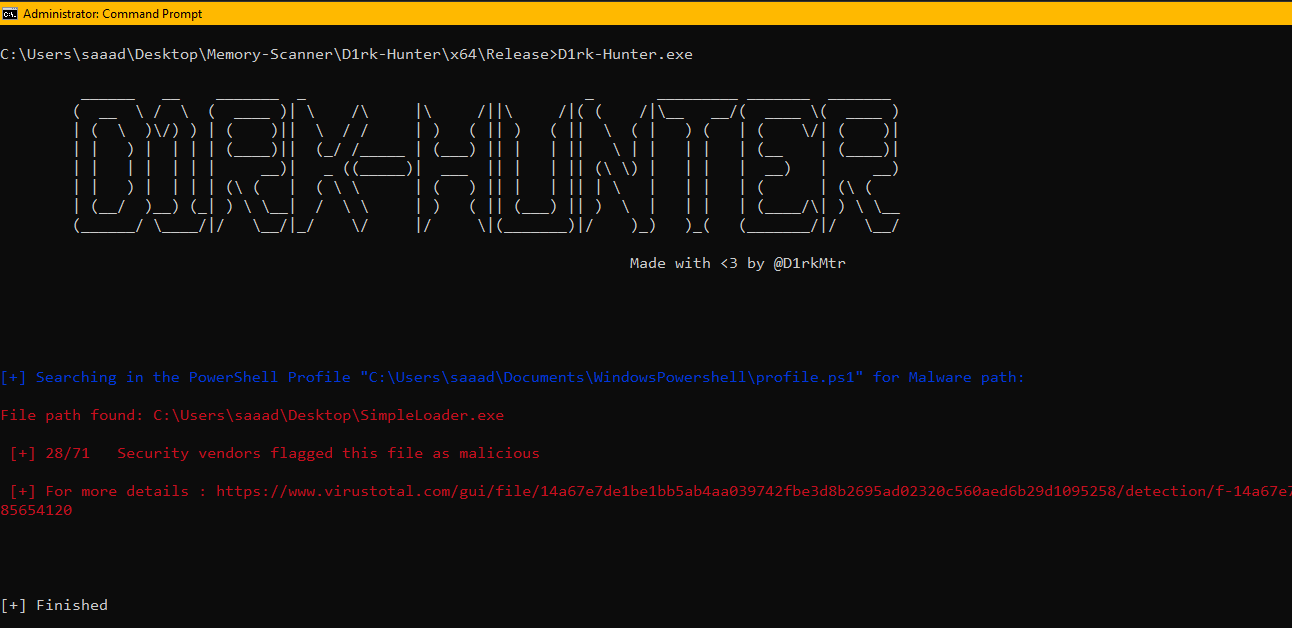 Administrator: Command Prompt
C:\Users\saaad\Desktop\Memory-Scanner\D1rk-Hunter\x64\Release>D1rk-Hunter.exe
D1RK-HUNTER
Made with <3 by @D1rkMtr
[+] Searching in the PowerShell Profile "C:\Users\saaad\Documents\WindowsPowershell\profile.ps1" for Malware path:
File path found: C:\Users\saaad\Desktop\SimpleLoader.exe
[+] 28/71 Security vendors flagged this file as malicious
[+] For more details : https://www.virustotal.com/gui/file/14a67e7de1be1bb5ab4aa039742fbe3d8b2695ad02320c560aed6b29d1095258/detection/f-14a67e7
85654120
[+] Finished